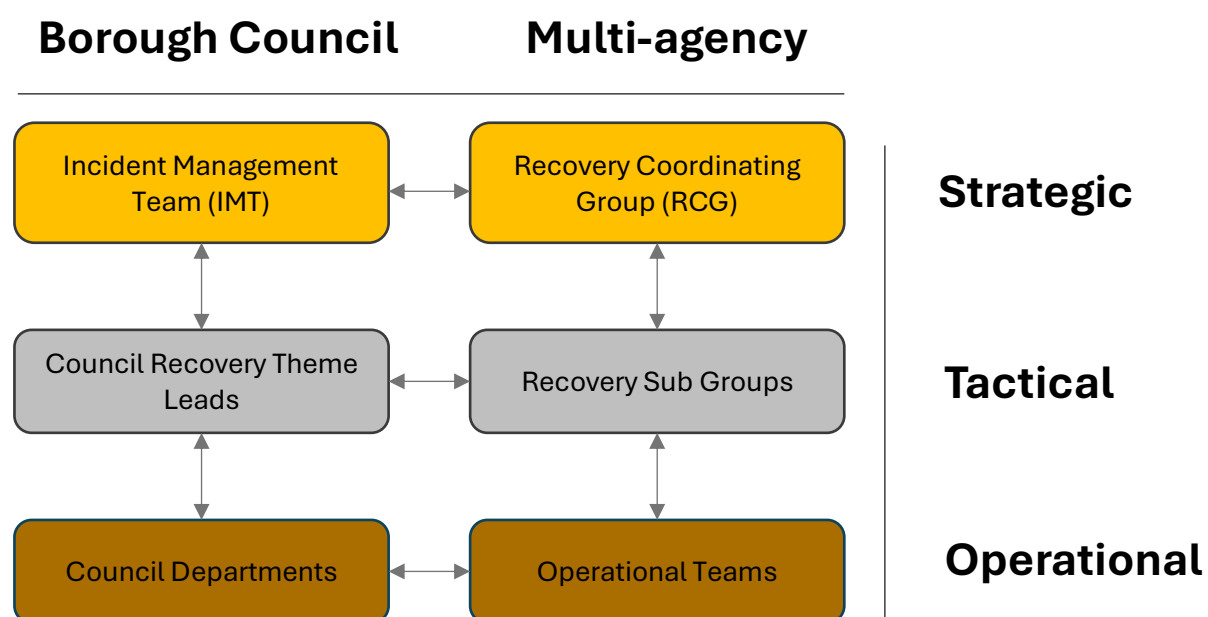 Borough Council
Multi-agency
Incident Management
Team (IMT)
Recovery Coordinating
Group (RCG)
Strategic
Council Recovery Theme
Leads
Recovery Sub Groups
Tactical
Council Departments
Operational Teams
Operational